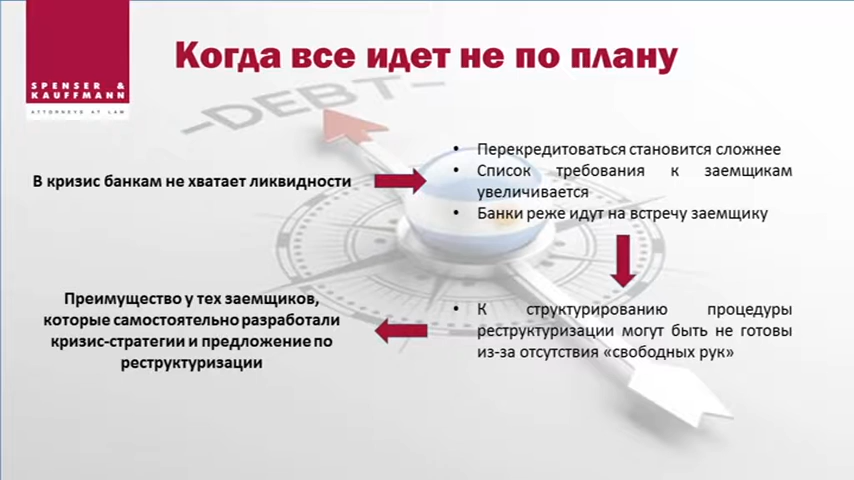 SPENSER &
KAUFFMANN
ATTORNEYS AT LAW
Когда все идет не по плану
DEBT
В кризис банкам не хватает ликвидности
• Перекредитоваться становится сложнее
• Список требования к заемщикам
увеличивается
• Банки реже идут на встречу заемщику
• К структурированию процедуры
реструктуризации могут быть не готовы
из-за отсутствия «свободных рук»
Преимущество у тех заемщиков,
которые самостоятельно разработали
кризис-стратегии и предложение по
реструктуризации